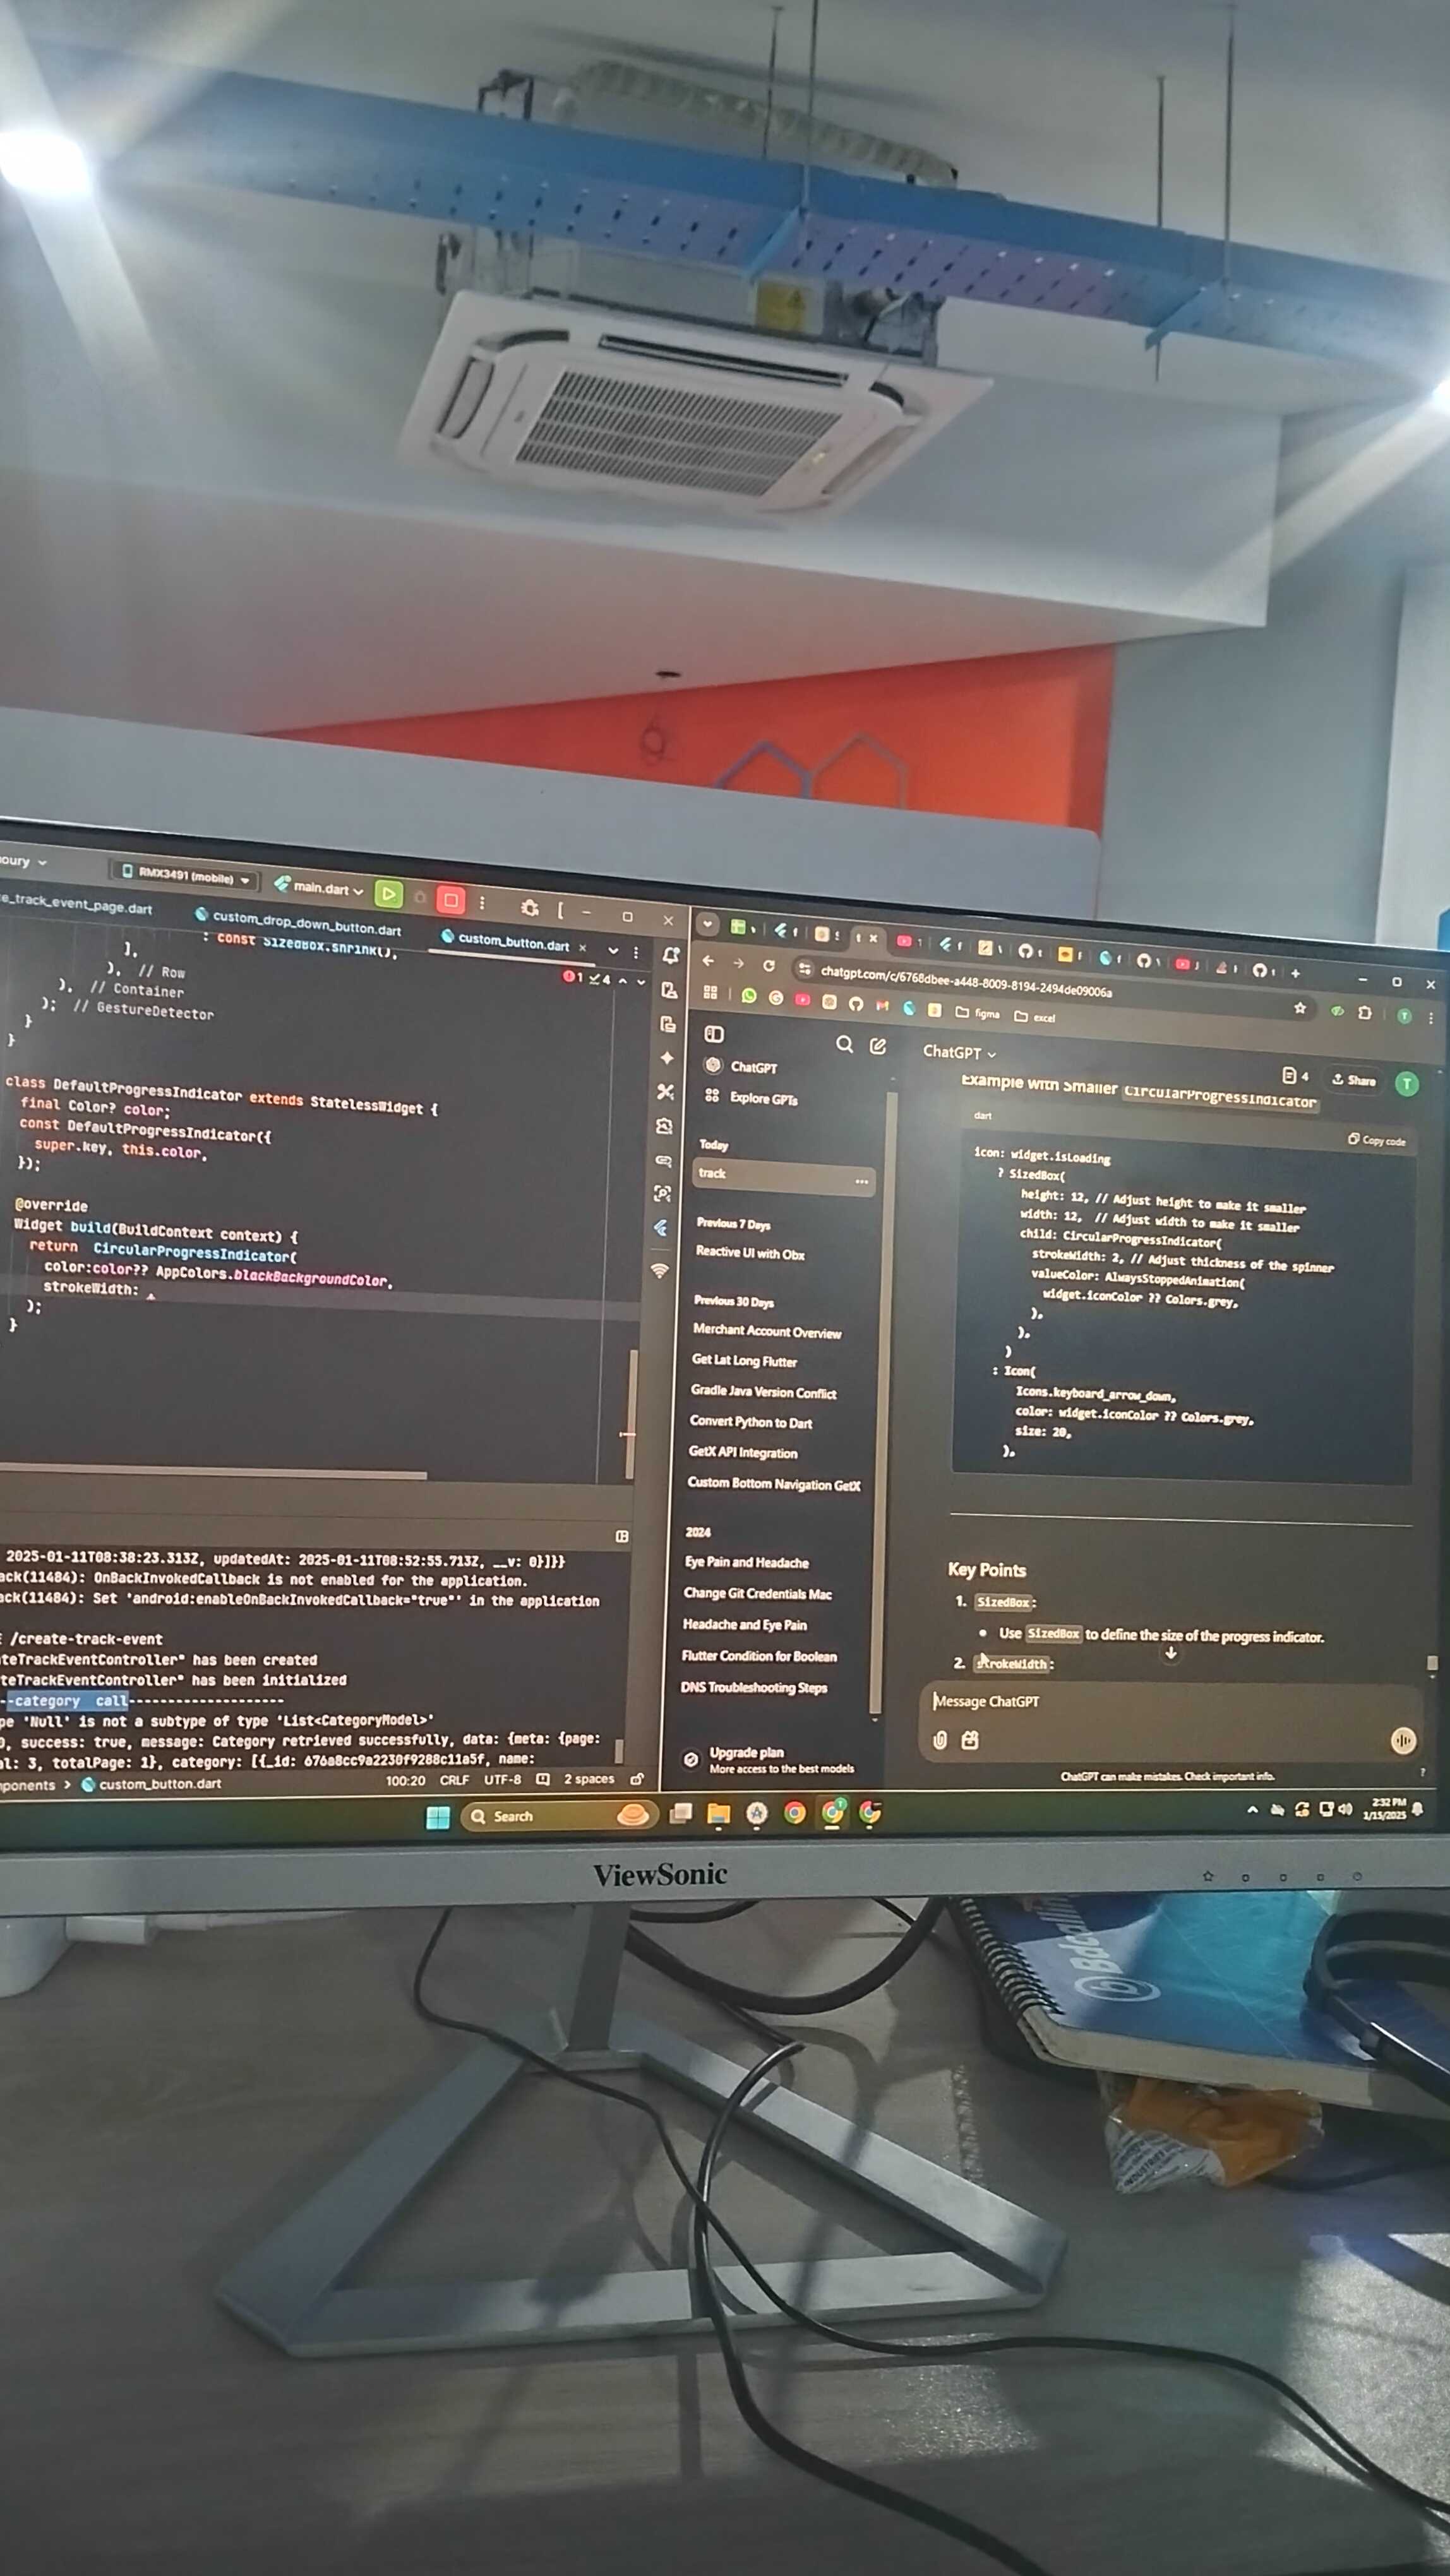 oury
RMX3491 (mobile)
main.dart
e_track_event_page.dart
custom_drop_down_button.dart
custom_button.dart
: const SizedBox.shrink(),
1 4
],
), // Row
), // Container
); // GestureDetector
}
}
class DefaultProgressIndicator extends StatelessWidget {
final Color? color;
const DefaultProgressIndicator({
super.key, this.color,
});
@override
Widget build(BuildContext context) {
return CircularProgressIndicator(
color:color?? AppColors.blackBackgroundColor,
strokeWidth:
);
}
2025-01-11T08:38:23.313Z, updatedAt: 2025-01-11T08:52:55.713Z, __v: 0}]}}
ack(11484): OnBackInvokedCallback is not enabled for the application.
ack(11484): Set 'android:enableOnBackInvokedCallback="true"' in the application
E /create-track-event
teTrackEventController" has been created
teTrackEventController" has been initialized
--category call--------------------
pe 'Null' is not a subtype of type 'List<CategoryModel>'
0, success: true, message: Category retrieved successfully, data: {meta: {page:
al: 3, totalPage: 1}, category: [{_id: 676a8cc9a2230f9288c11a5f, name:
ponents > custom_button.dart
100:20 CRLF UTF-8 2 spaces
chatgpt.com/c/6768dbee-a448-8009-8194-2494de09006a
figma
excel
ChatGPT
Explore GPTs
Today
track
Previous 7 Days
Reactive UI with Obx
Previous 30 Days
Merchant Account Overview
Get Lat Long Flutter
Gradle Java Version Conflict
Convert Python to Dart
GetX API Integration
Custom Bottom Navigation GetX
2024
Eye Pain and Headache
Change Git Credentials Mac
Headache and Eye Pain
Flutter Condition for Boolean
DNS Troubleshooting Steps
Upgrade plan
More access to the best models
ChatGPT
4
Share
T
Example with Smaller CircularProgressIndicator
dart
Copy code
icon: widget.isLoading
? SizedBox(
height: 12, // Adjust height to make it smaller
width: 12, // Adjust width to make it smaller
child: CircularProgressIndicator(
strokeWidth: 2, // Adjust thickness of the spinner
valueColor: AlwaysStoppedAnimation(
widget.iconColor ?? Colors.grey,
),
),
)
: Icon(
Icons.keyboard_arrow_down,
color: widget.iconColor ?? Colors.grey,
size: 20,
),
Key Points
1. SizedBox:
• Use SizedBox to define the size of the progress indicator.
2. strokeWidth:
Message ChatGPT
ChatGPT can make mistakes. Check important info.
?
Search
2:32 PM
1/15/2025
ViewSonic